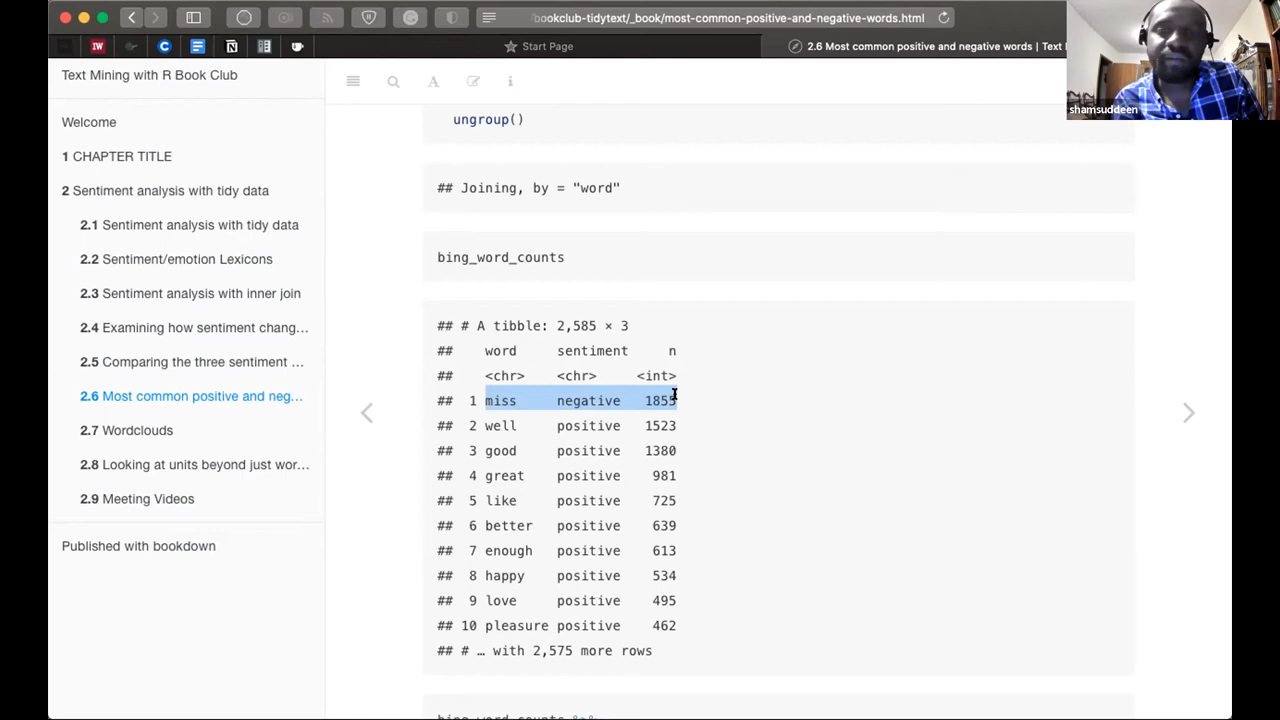 /bookclub-tidytext/_book/most-common-positive-and-negative-words.html
Start Page
2.6 Most common positive and negative words | Text
shamsuddeen
Text Mining with R Book Club
Welcome
1 CHAPTER TITLE
2 Sentiment analysis with tidy data
2.1 Sentiment analysis with tidy data
2.2 Sentiment/emotion Lexicons
2.3 Sentiment analysis with inner join
2.4 Examining how sentiment chang…
2.5 Comparing the three sentiment …
2.6 Most common positive and neg…
2.7 Wordclouds
2.8 Looking at units beyond just wor…
2.9 Meeting Videos
Published with bookdown
ungroup()
## Joining, by = "word"
bing_word_counts
## # A tibble: 2,585 × 3
## word sentiment n
## <chr> <chr> <int>
## 1 miss negative 1855
## 2 well positive 1523
## 3 good positive 1380
## 4 great positive 981
## 5 like positive 725
## 6 better positive 639
## 7 enough positive 613
## 8 happy positive 534
## 9 love positive 495
## 10 pleasure positive 462
## # … with 2,575 more rows